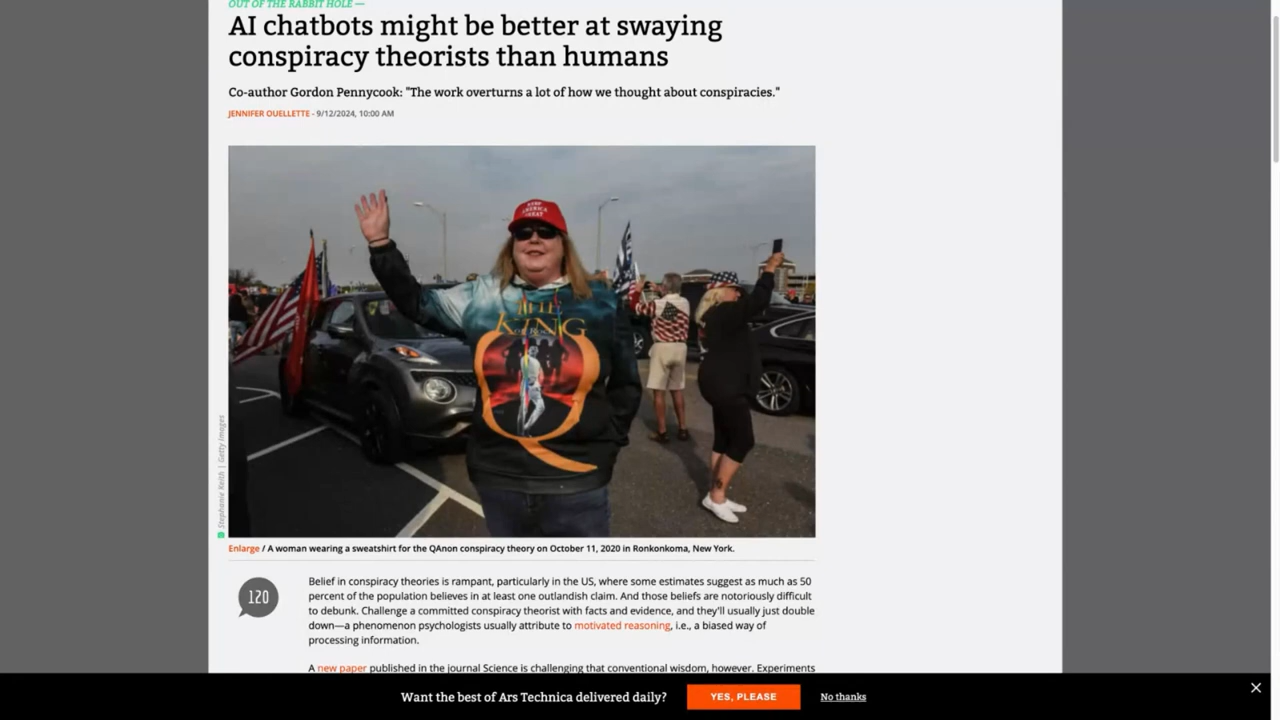 OUT OF THE RABBIT HOLE —
AI chatbots might be better at swaying
conspiracy theorists than humans
Co-author Gordon Pennycook: "The work overturns a lot of how we thought about conspiracies."
JENNIFER OUELLETTE - 9/12/2024, 10:00 AM
KEEP
AMERICA
GREAT
THE
KING
Q
Stephanie Keith | Getty Images
Enlarge / A woman wearing a sweatshirt for the QAnon conspiracy theory on October 11, 2020 in Ronkonkoma, New York.
120
Belief in conspiracy theories is rampant, particularly in the US, where some estimates suggest as much as 50
percent of the population believes in at least one outlandish claim. And those beliefs are notoriously difficult
to debunk. Challenge a committed conspiracy theorist with facts and evidence, and they'll usually just double
down—a phenomenon psychologists usually attribute to motivated reasoning, i.e., a biased way of
processing information.
A new paper published in the journal Science is challenging that conventional wisdom, however. Experiments
Want the best of Ars Technica delivered daily?
YES, PLEASE
No thanks